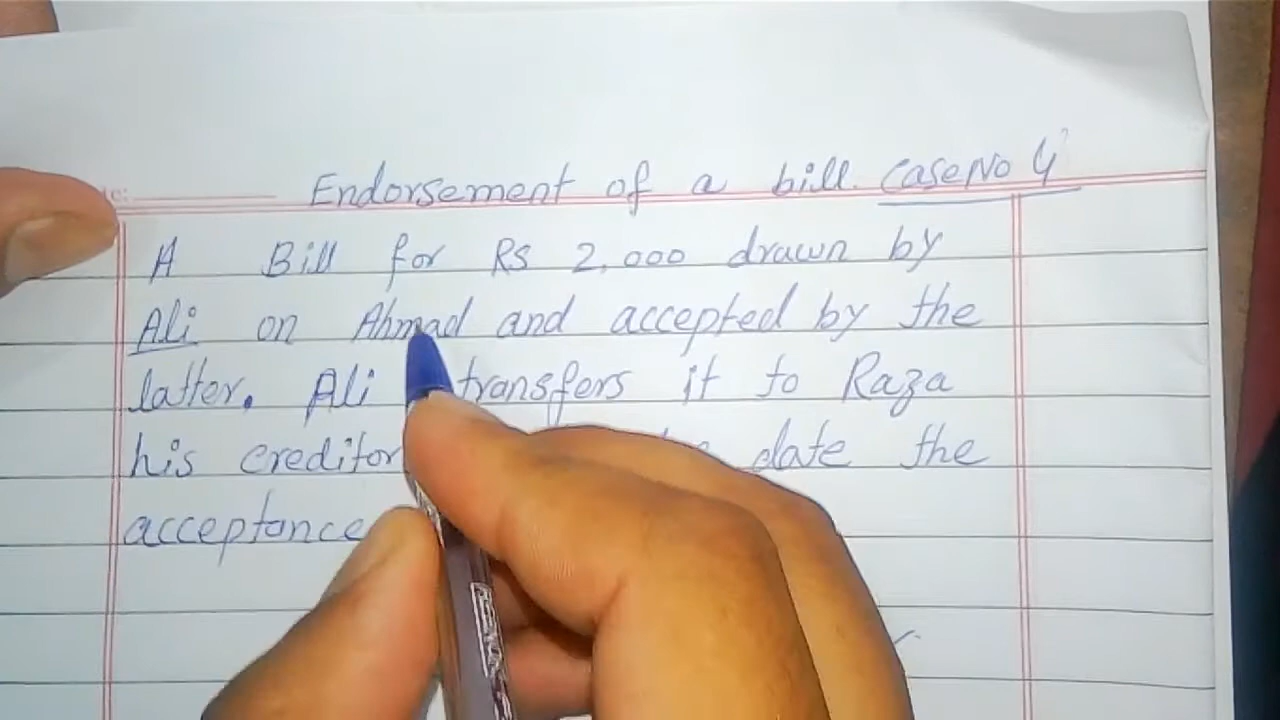 Endorsement of a bill. Case No 4
A Bill for Rs 2,000 drawn by
Ali on Ahmad and accepted by the
latter. Ali transfers it to Raza
his creditor date the
acceptance